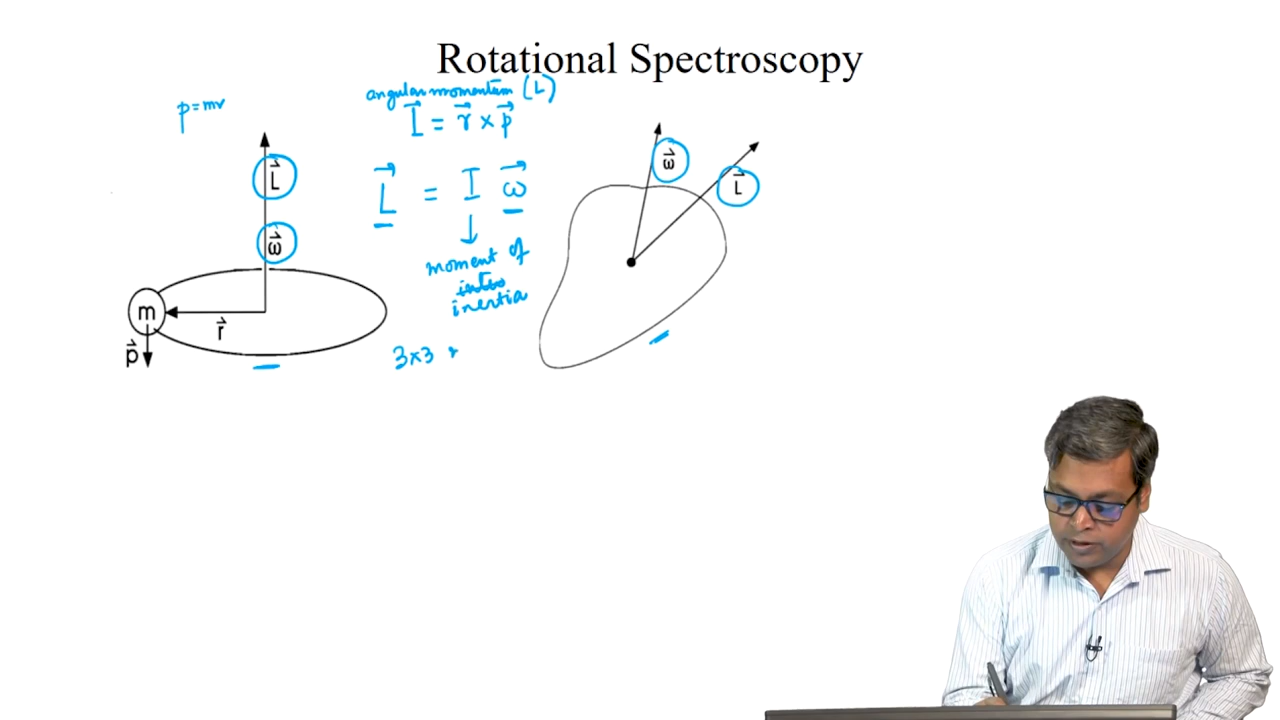 Rotational Spectroscopy
p = mv
angular momentum (L)
L⃗ = r⃗ × p⃗
L⃗ = I ω⃗
moment of
inertia
3×3
L⃗
ω⃗
m
r⃗
p⃗
ω⃗
L⃗